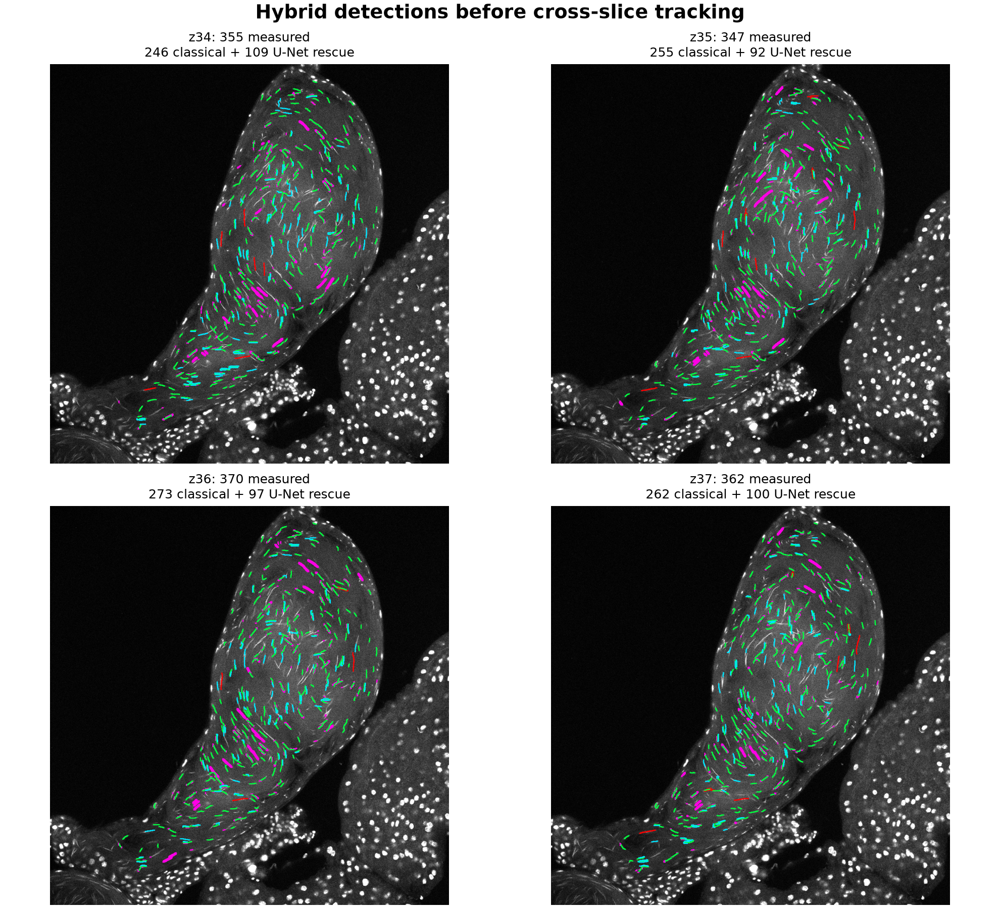 Hybrid detections before cross-slice tracking
z34: 355 measured
246 classical + 109 U-Net rescue
z35: 347 measured
255 classical + 92 U-Net rescue
z36: 370 measured
273 classical + 97 U-Net rescue
z37: 362 measured
262 classical + 100 U-Net rescue